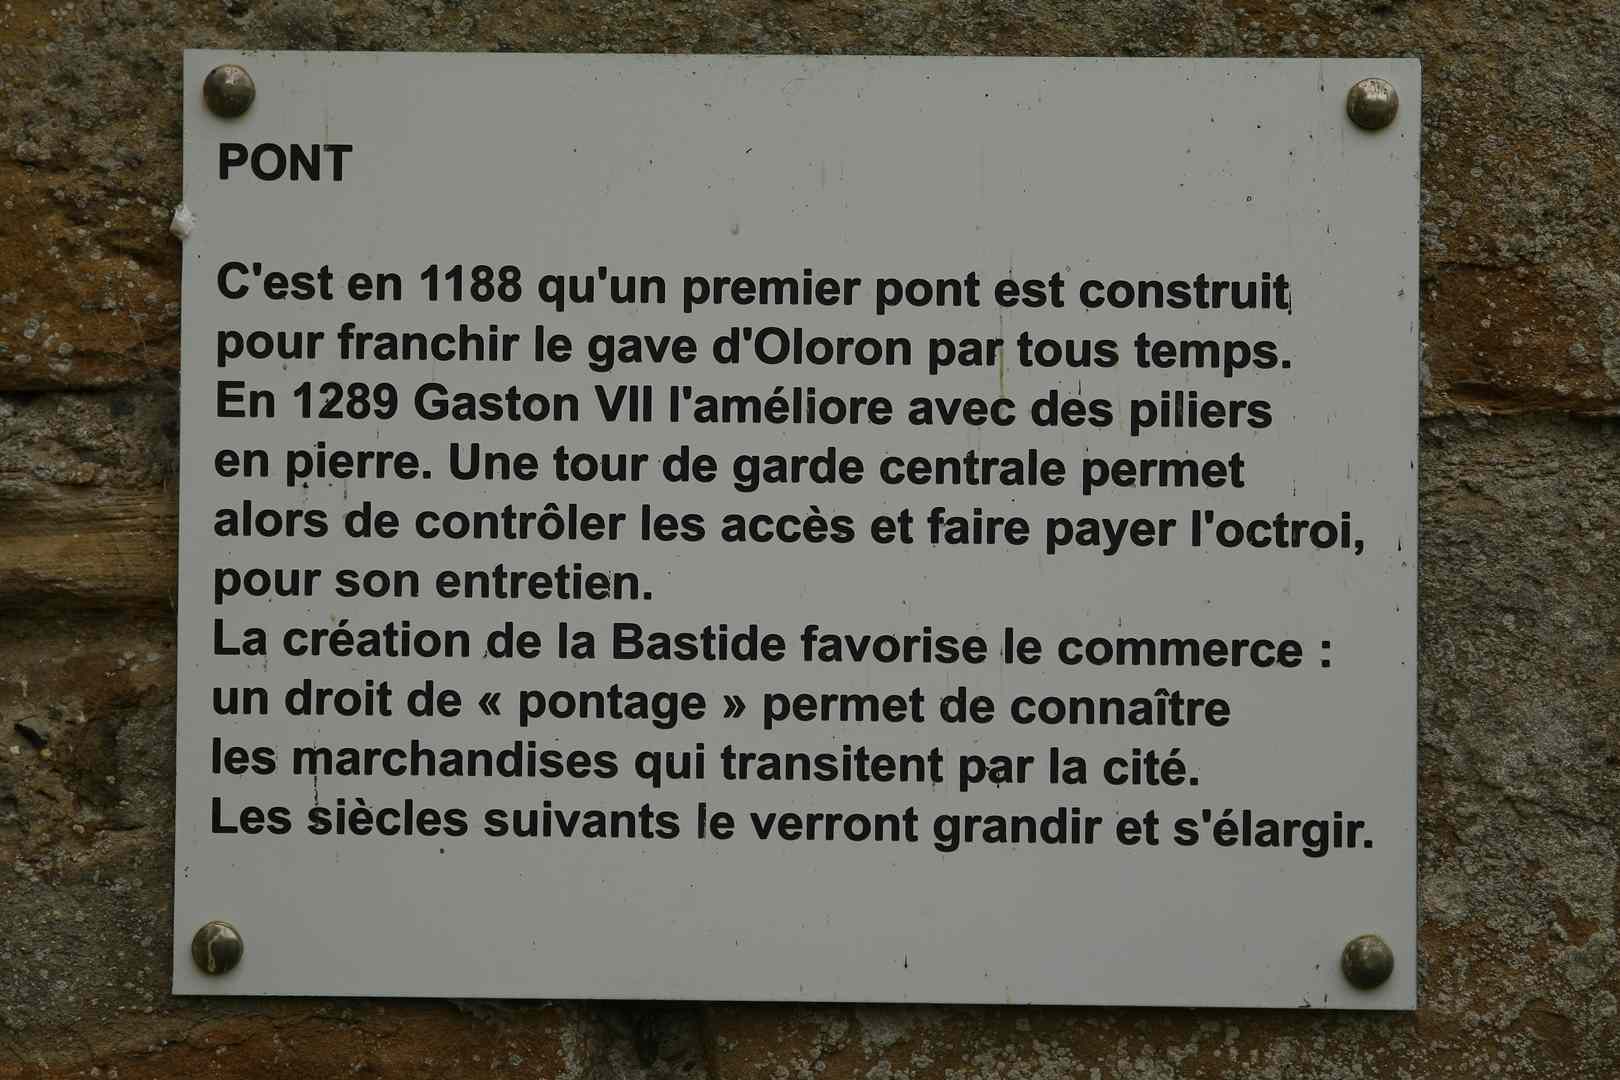 PONT
C'est en 1188 qu'un premier pont est construit
pour franchir le gave d'Oloron par tous temps.
En 1289 Gaston VII l'améliore avec des piliers
en pierre. Une tour de garde centrale permet
alors de contrôler les accès et faire payer l'octroi,
pour son entretien.
La création de la Bastide favorise le commerce :
un droit de « pontage » permet de connaître
les marchandises qui transitent par la cité.
Les siècles suivants le verront grandir et s'élargir.